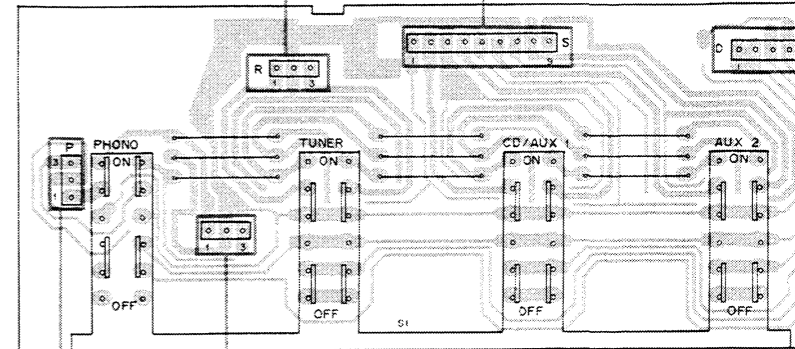 S
1 9
D
R
1 3
P
3
PHONO
ON
OFF
1 3
TUNER
ON
OFF
S1
CD/AUX 1
ON
OFF
AUX 2
ON
OFF